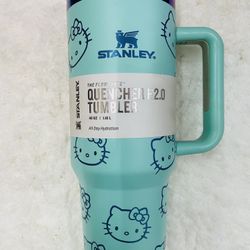 STANLEY
THE FLOWSTATE™
QUENCHER H2.0
TUMBLER
40 OZ | 1.18 L
All-Day Hydration
STANLEY